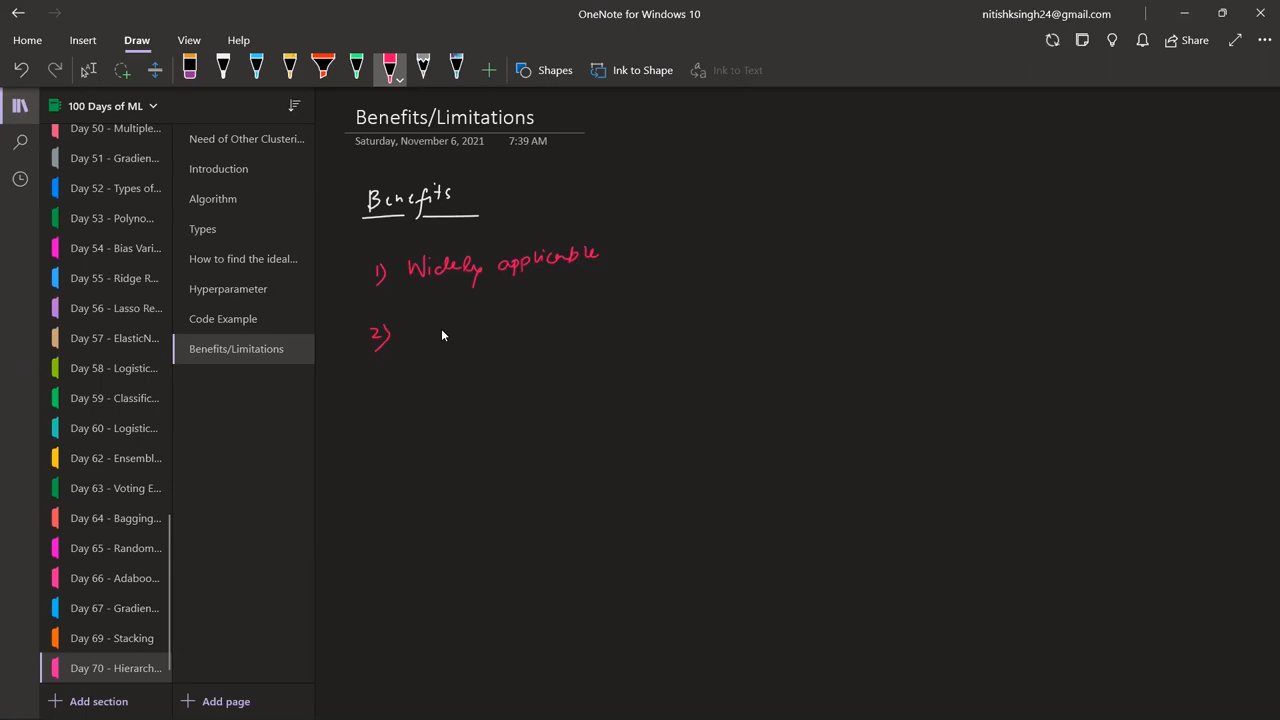 OneNote for Windows 10
nitishksingh24@gmail.com
Home
Insert
Draw
View
Help
Share
Shapes
Ink to Shape
Ink to Text
100 Days of ML
Day 50 - Multiple...
Day 51 - Gradien...
Day 52 - Types of...
Day 53 - Polyno...
Day 54 - Bias Vari...
Day 55 - Ridge R...
Day 56 - Lasso Re...
Day 57 - ElasticN...
Day 58 - Logistic...
Day 59 - Classific...
Day 60 - Logistic...
Day 62 - Ensembl...
Day 63 - Voting E...
Day 64 - Bagging...
Day 65 - Random...
Day 66 - Adaboo...
Day 67 - Gradien...
Day 69 - Stacking
Day 70 - Hierarch...
Add section
Need of Other Clusteri...
Introduction
Algorithm
Types
How to find the ideal...
Hyperparameter
Code Example
Benefits/Limitations
Add page
Benefits/Limitations
Saturday, November 6, 2021 7:39 AM
Benefits
1) Widely applicable
2)